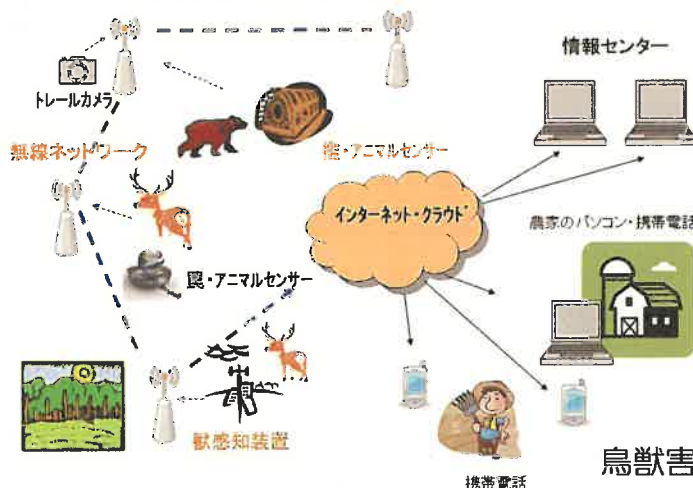 情報センター
トレールカメラ
無線ネットワーク
檻・アニマルセンサー
インターネット・クラウド
農家のパソコン・携帯電話
罠・アニマルセンサー
獣感知装置
携帯電話
鳥獣害